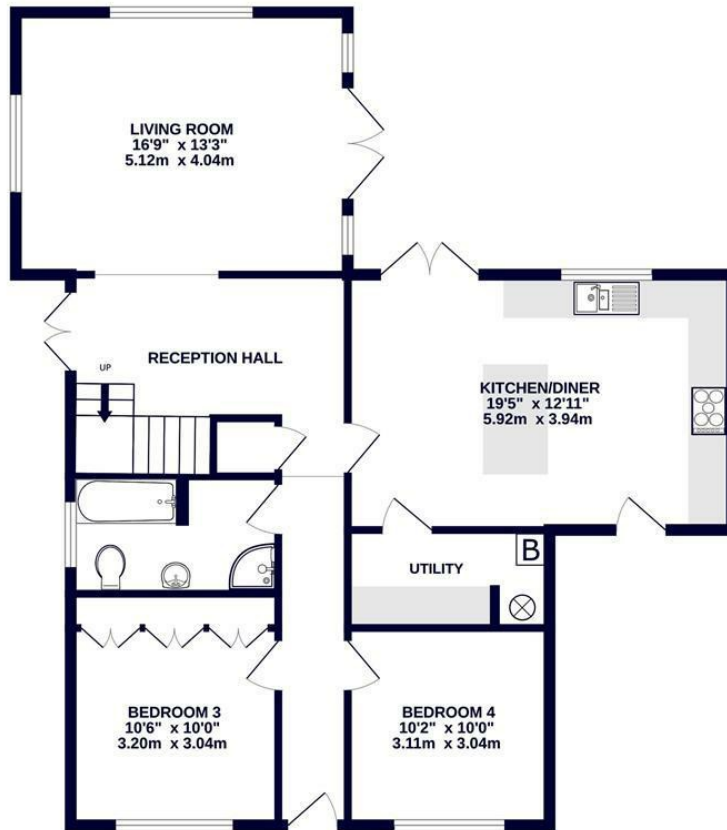 LIVING ROOM
16'9" x 13'3"
5.12m x 4.04m
RECEPTION HALL
UP
KITCHEN/DINER
19'5" x 12'11"
5.92m x 3.94m
UTILITY
B
BEDROOM 3
10'6" x 10'0"
3.20m x 3.04m
BEDROOM 4
10'2" x 10'0"
3.11m x 3.04m